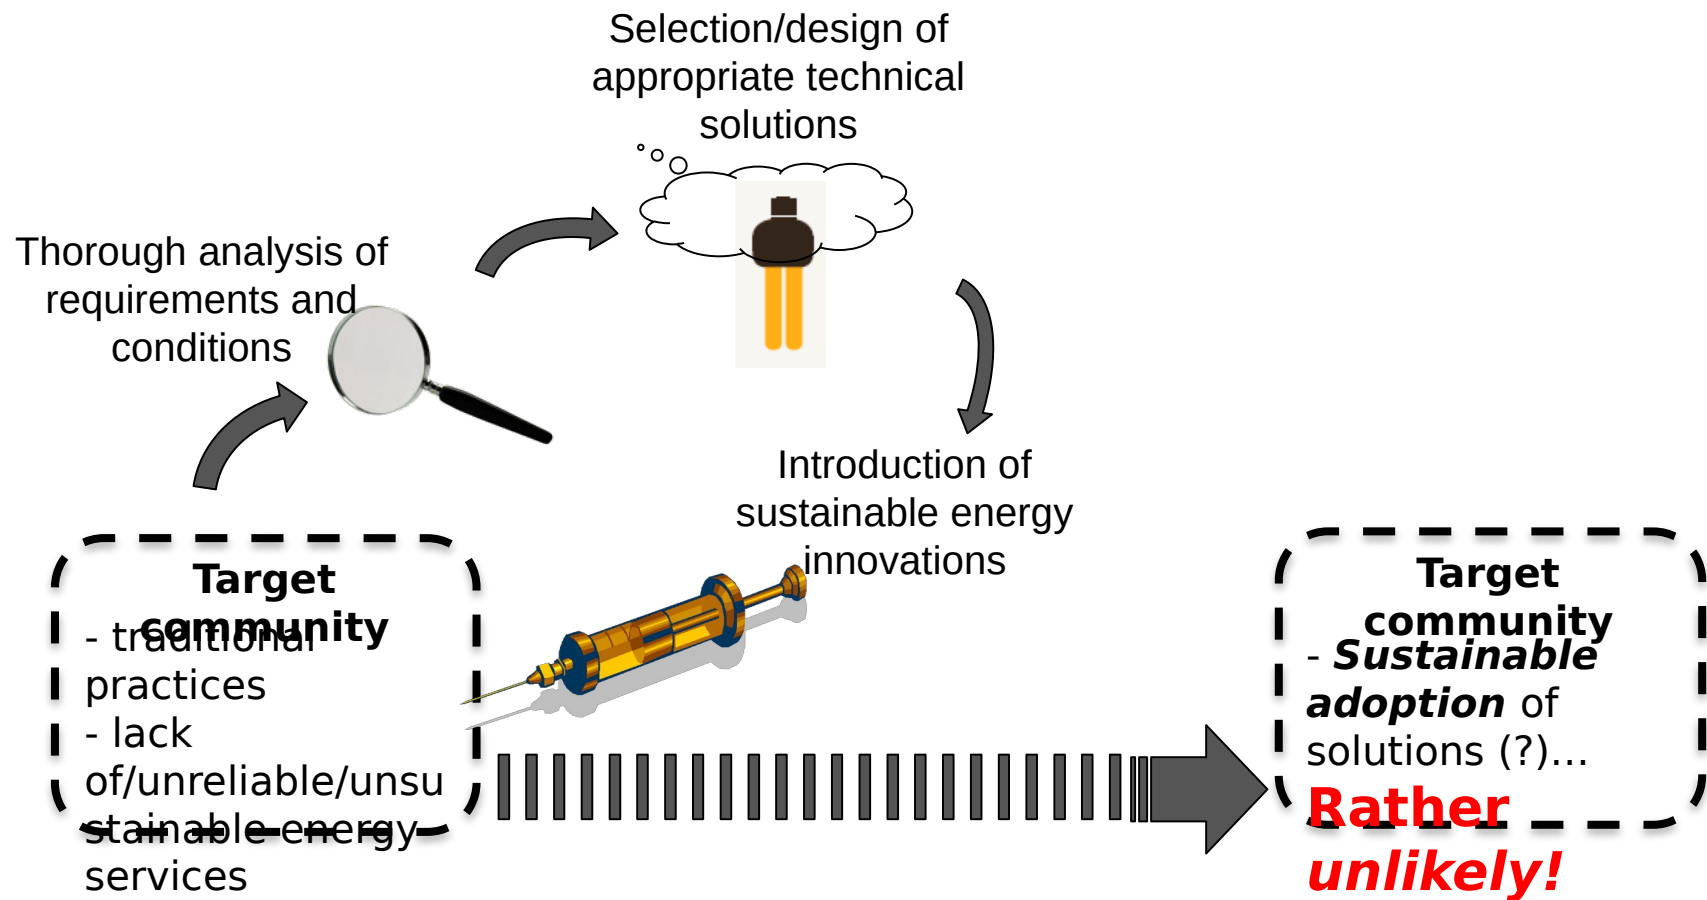 Selection/design of
appropriate technical
solutions
Thorough analysis of
requirements and
conditions
Introduction of
sustainable energy
innovations
Target
community
- traditional
practices
- lack
of/unreliable/unsu
stainable energy
services
Target
community
- Sustainable
adoption of
solutions (?)...
Rather
unlikely!